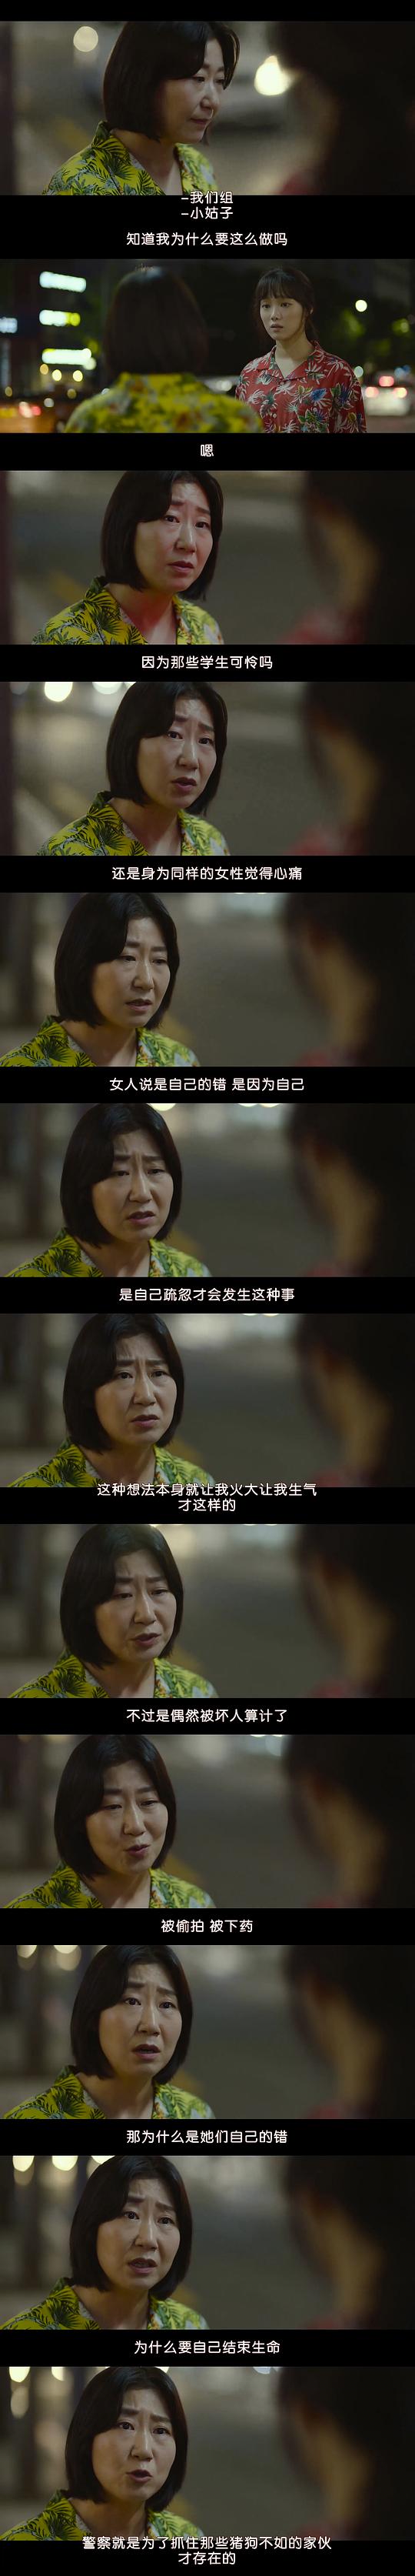 -我们组
-小姑子
知道我为什么要这么做吗
嗯
因为那些学生可怜吗
还是身为同样的女性觉得心痛
女人说是自己的错 是因为自己
是自己疏忽才会发生这种事
这种想法本身就让我火大让我生气
才这样的
不过是偶然被坏人算计了
被偷拍 被下药
那为什么是她们自己的错
为什么要自己结束生命
警察就是为了抓住那些猪狗不如的家伙
才存在的